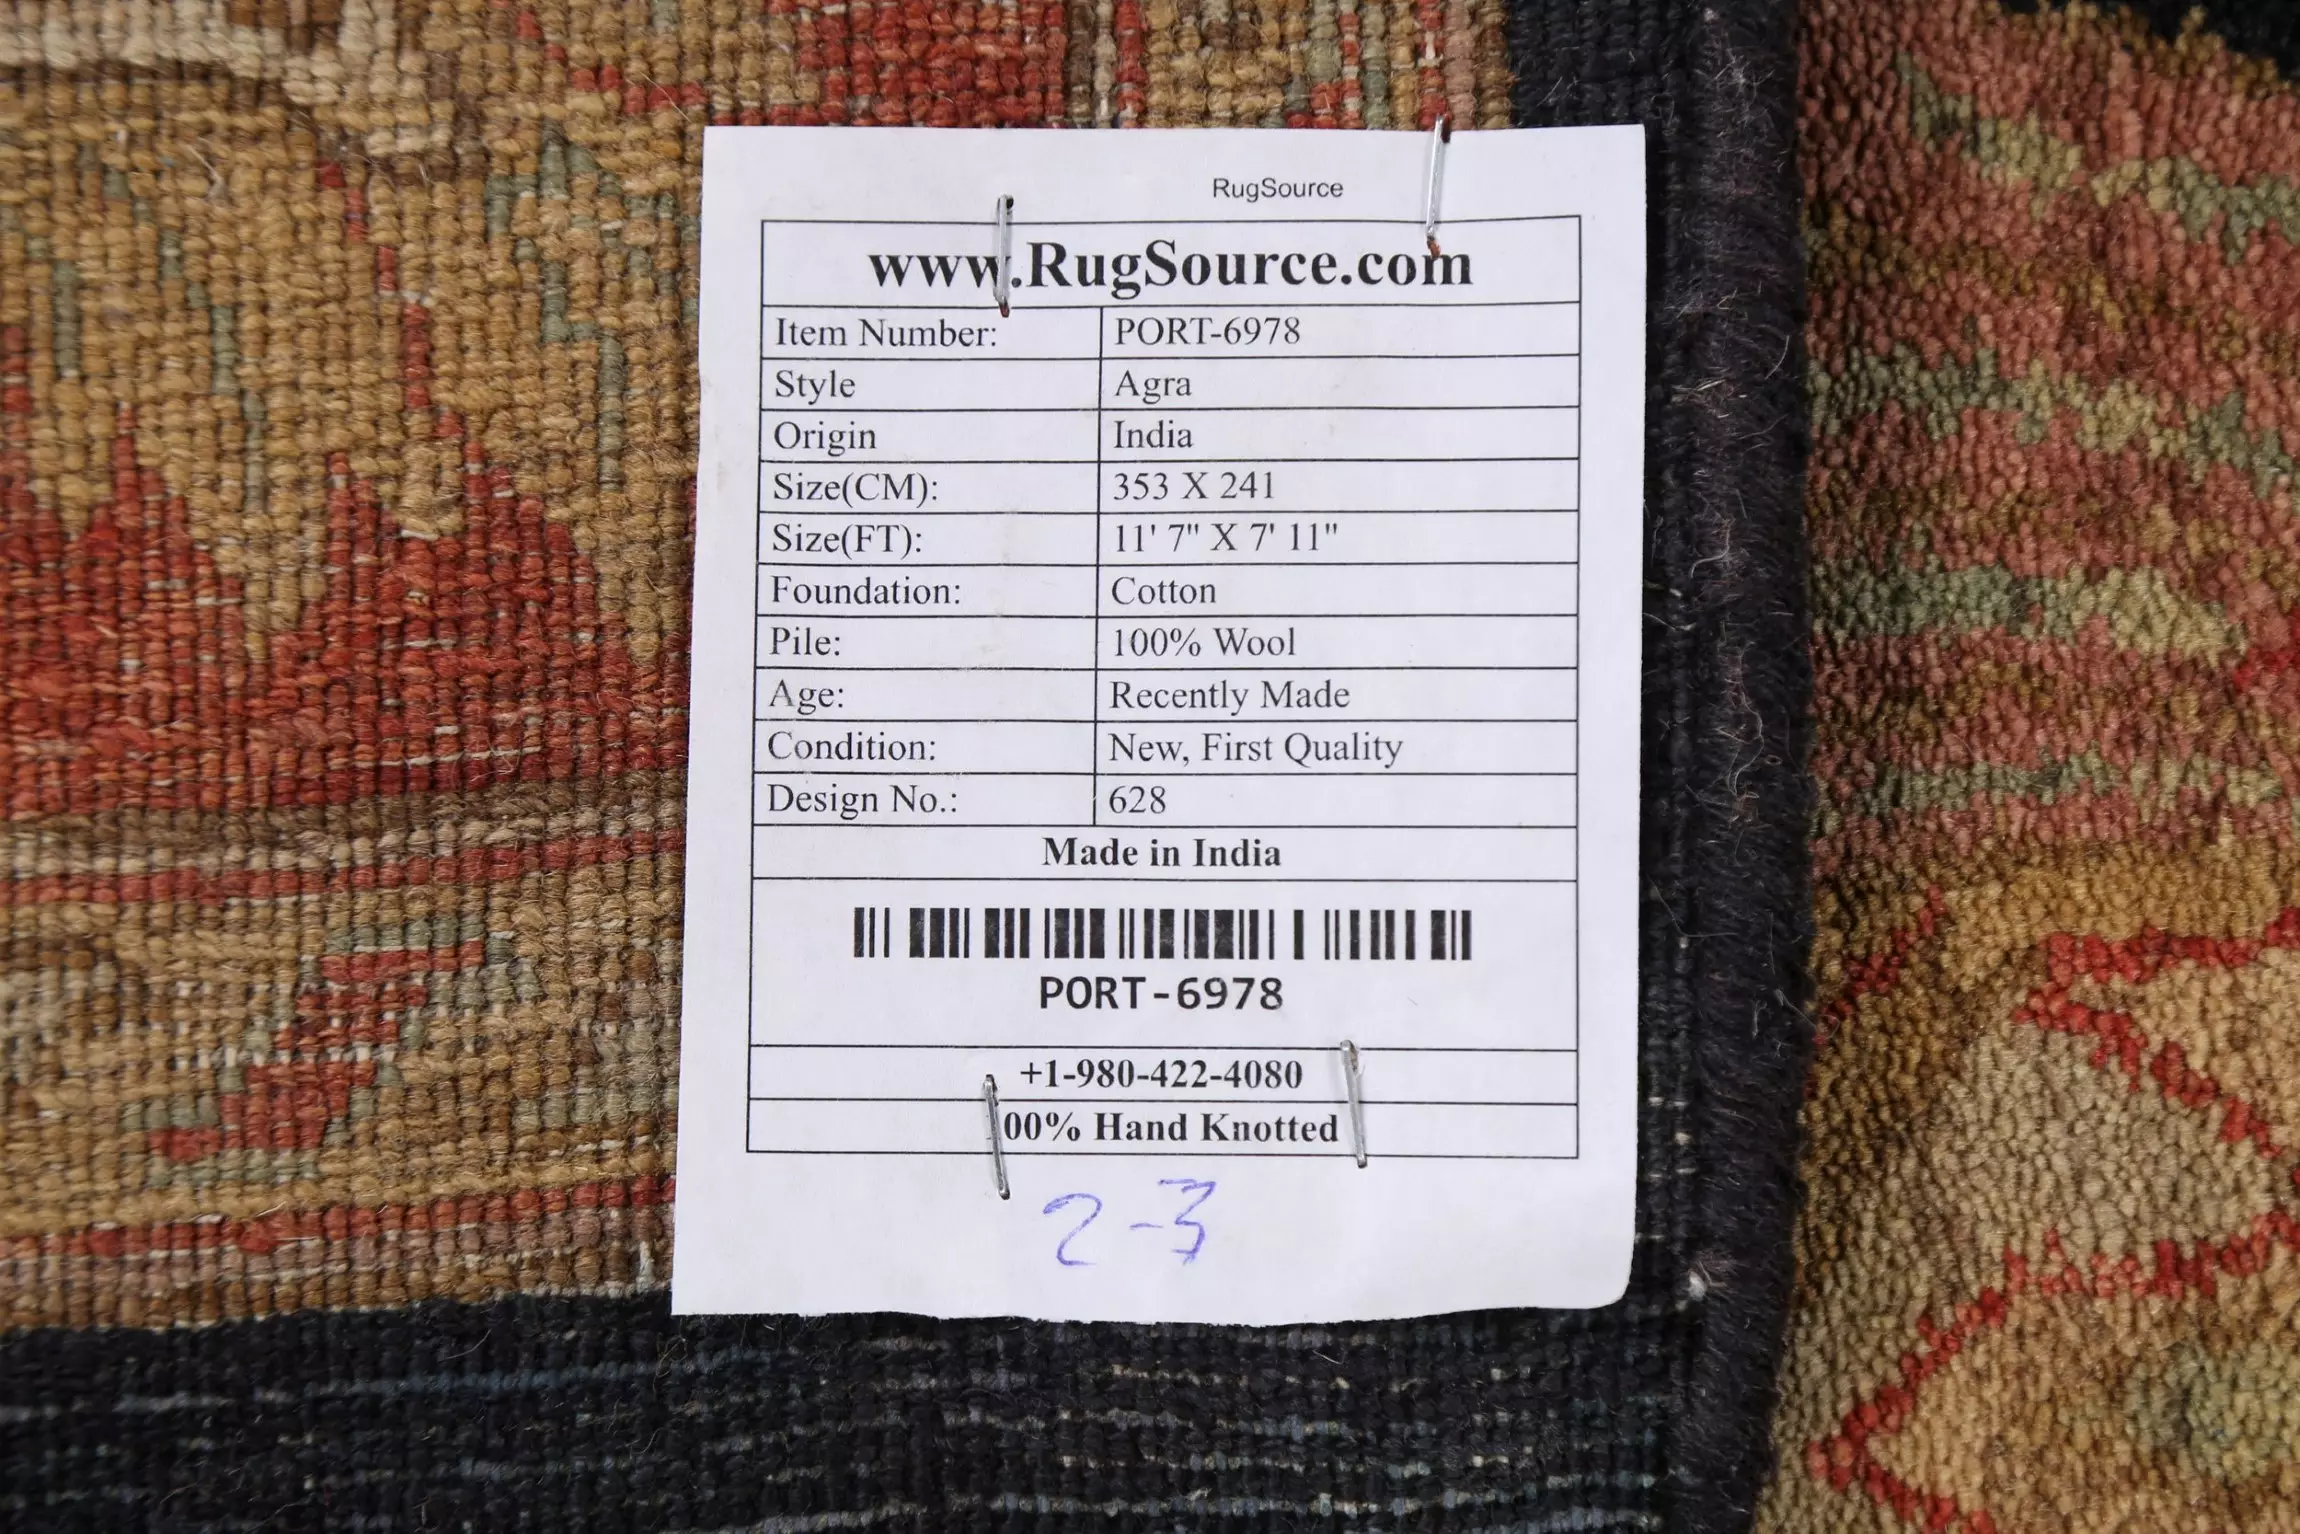 RugSource
www.RugSource.com
Item Number: PORT-6978
Style Agra
Origin India
Size(CM): 353 X 241
Size(FT): 11' 7" X 7' 11"
Foundation: Cotton
Pile: 100% Wool
Age: Recently Made
Condition: New, First Quality
Design No.: 628
Made in India
PORT-6978
+1-980-422-4080
100% Hand Knotted
2-3